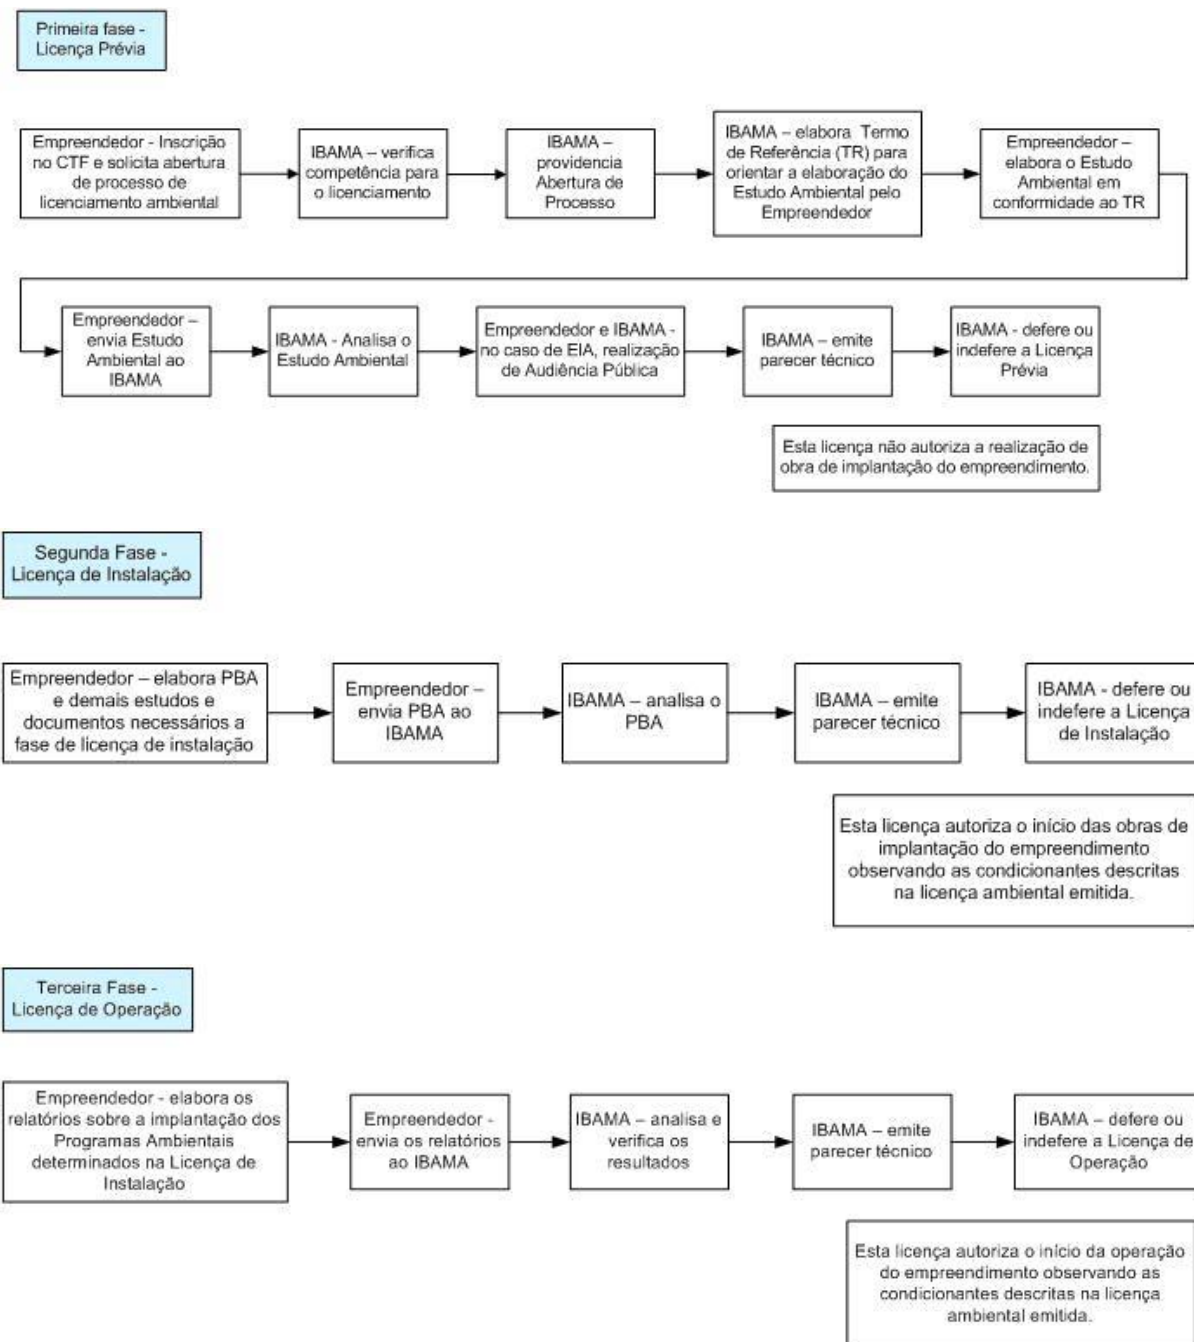 Primeira fase -
Licença Prévia
Empreendedor - Inscrição
no CTF e solicita abertura
de processo de
licenciamento ambiental
IBAMA – verifica
competência para
o licenciamento
IBAMA –
providencia
Abertura de
Processo
IBAMA – elabora Termo
de Referência (TR) para
orientar a elaboração do
Estudo Ambiental pelo
Empreendedor
Empreendedor –
elabora o Estudo
Ambiental em
conformidade ao TR
Empreendedor –
envia Estudo
Ambiental ao
IBAMA
IBAMA - Analisa o
Estudo Ambiental
Empreendedor e IBAMA -
no caso de EIA, realização
de Audiência Pública
IBAMA – emite
parecer técnico
IBAMA - defere ou
indefere a Licença
Prévia
Esta licença não autoriza a realização de
obra de implantação do empreendimento.
Segunda Fase -
Licença de Instalação
Empreendedor – elabora PBA
e demais estudos e
documentos necessários a
fase de licença de instalação
Empreendedor –
envia PBA ao
IBAMA
IBAMA – analisa o
PBA
IBAMA – emite
parecer técnico
IBAMA - defere ou
indefere a Licença
de Instalação
Esta licença autoriza o início das obras de
implantação do empreendimento
observando as condicionantes descritas
na licença ambiental emitida.
Terceira Fase -
Licença de Operação
Empreendedor - elabora os
relatórios sobre a implantação dos
Programas Ambientais
determinados na Licença de
Instalação
Empreendedor -
envia os relatórios
ao IBAMA
IBAMA – analisa e
verifica os
resultados
IBAMA – emite
parecer técnico
IBAMA – defere ou
indefere a Licença de
Operação
Esta licença autoriza o início da operação
do empreendimento observando as
condicionantes descritas na licença
ambiental emitida.